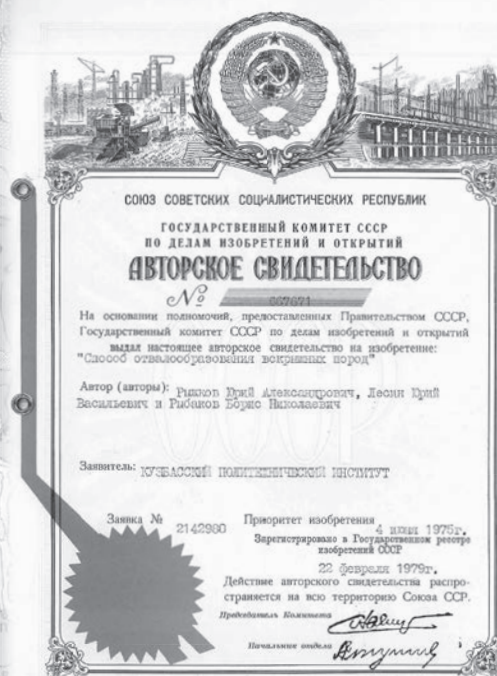 СОЮЗ СОВЕТСКИХ СОЦИАЛИСТИЧЕСКИХ РЕСПУБЛИК
ГОСУДАРСТВЕННЫЙ КОМИТЕТ СССР
ПО ДЕЛАМ ИЗОБРЕТЕНИЙ И ОТКРЫТИЙ
АВТОРСКОЕ СВИДЕТЕЛЬСТВО
№ 667671
На основании полномочий, предоставленных Правительством СССР,
Государственный комитет СССР по делам изобретений и открытий
выдал настоящее авторское свидетельство на изобретение:
"Способ отвалообразования вскрышных пород"
Автор (авторы): Рыжков Юрий Александрович, Лесин Юрий
Васильевич и Рыбаков Борис Николаевич
СССР
Заявитель: КУЗБАССКИЙ ПОЛИТЕХНИЧЕСКИЙ ИНСТИТУТ
Заявка № 2142980 Приоритет изобретения 4 июня 1975г.
Зарегистрировано в Государственном реестре
изобретений СССР
22 февраля 1979г.
Действие авторского свидетельства распро-
страняется на всю территорию Союза ССР.
Председатель Комитета
Начальник отдела